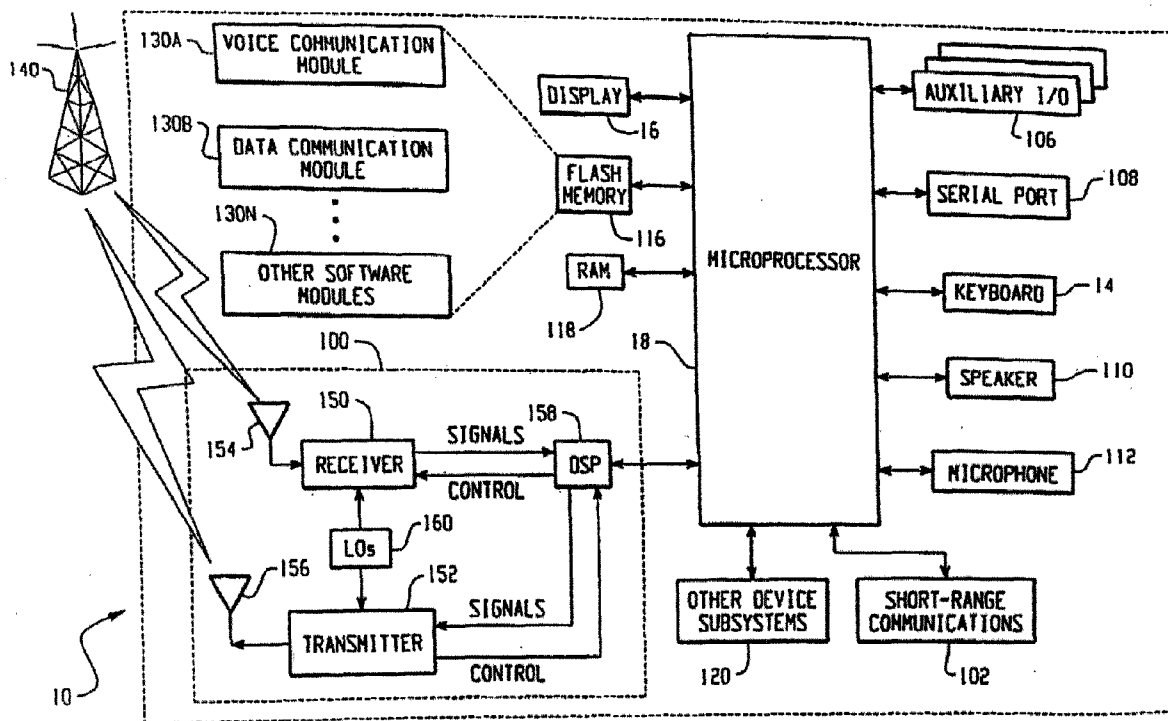 140
130A
VOICE COMMUNICATION
MODULE
130B
DATA COMMUNICATION
MODULE
130N
OTHER SOFTWARE
MODULES
DISPLAY
16
FLASH
MEMORY
116
RAM
118
MICROPROCESSOR
18
AUXILIARY I/O
106
SERIAL PORT
108
KEYBOARD
14
SPEAKER
110
MICROPHONE
112
100
154
150
RECEIVER
SIGNALS
CONTROL
158
DSP
160
LOs
156
152
TRANSMITTER
SIGNALS
CONTROL
OTHER DEVICE
SUBSYSTEMS
120
SHORT-RANGE
COMMUNICATIONS
102
10